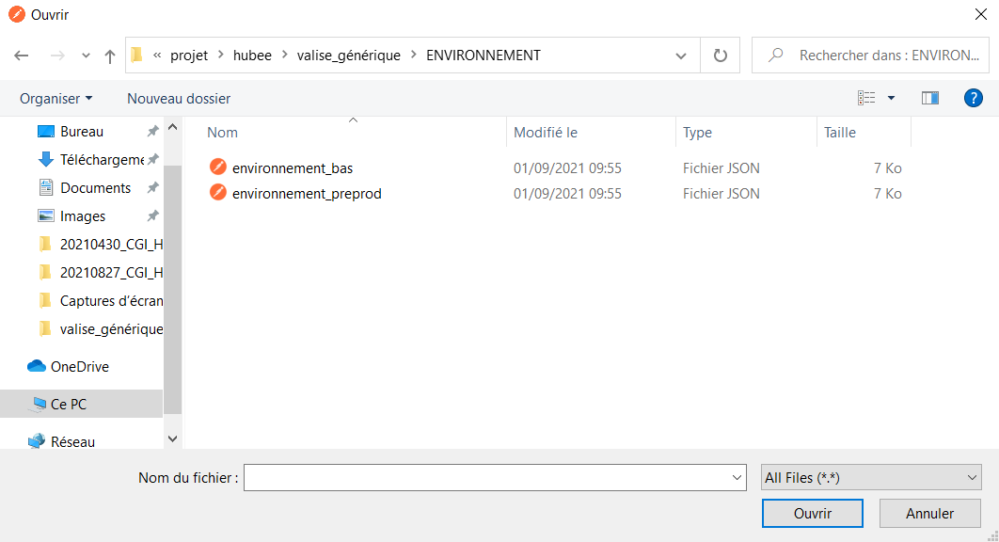 Ouvrir
« projet > hubee > valise_générique > ENVIRONNEMENT
Rechercher dans : ENVIRON...
Organiser
Nouveau dossier
?
Nom
Modifié le
Type
Taille
Bureau
Téléchargeme
Documents
Images
20210430_CGI_H
20210827_CGI_H
Captures d’écran
valise_générique
OneDrive
Ce PC
Réseau
environnement_bas 01/09/2021 09:55 Fichier JSON 7 Ko
environnement_preprod 01/09/2021 09:55 Fichier JSON 7 Ko
Nom du fichier :
All Files (*.*)
Ouvrir
Annuler